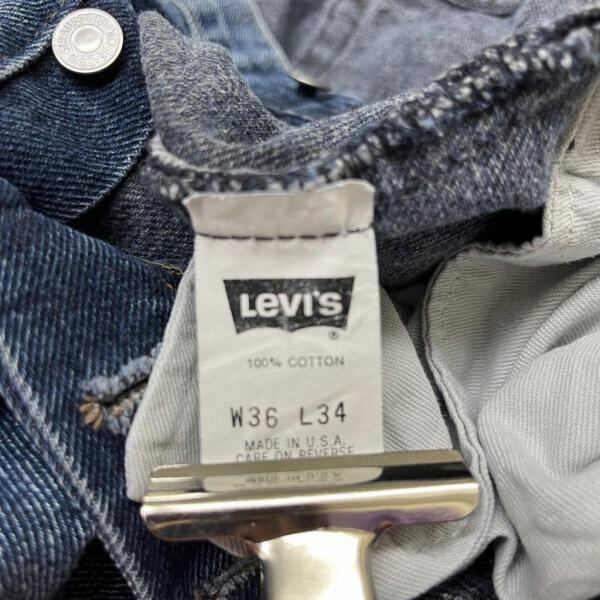 LEVI'S
®
100% COTTON
W36 L34
MADE IN U.S.A.
CARE ON REVERSE